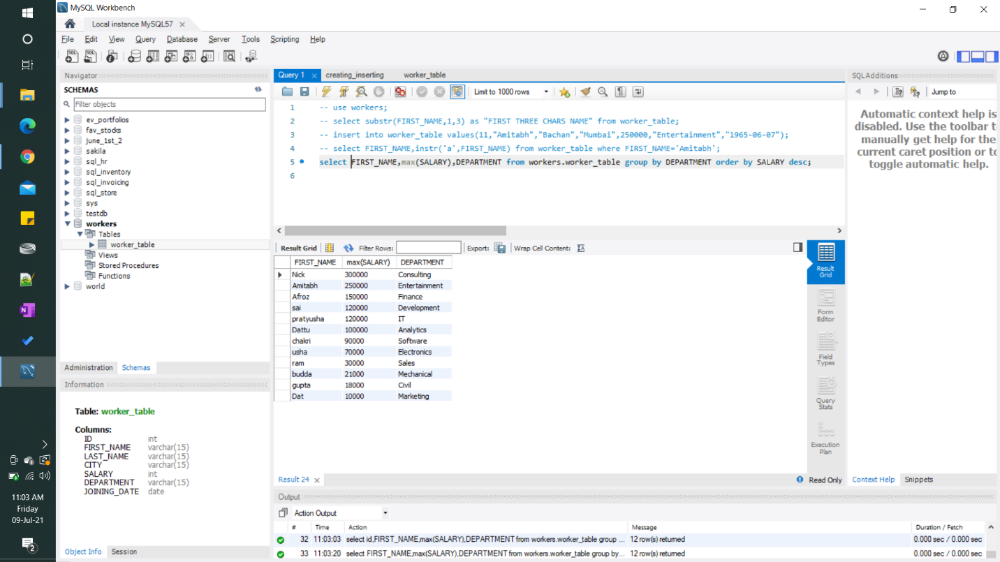 MySQL Workbench
Local instance MySQL57
File Edit View Query Database Server Tools Scripting Help
Navigator
SCHEMAS
Filter objects
ev_portfolios
fav_stocks
june_1st_2
sakila
sql_hr
sql_inventory
sql_invoicing
sql_store
sys
testdb
workers
Tables
worker_table
Views
Stored Procedures
Functions
world
Administration Schemas
Information
Table: worker_table
Columns:
ID int
FIRST_NAME varchar(15)
LAST_NAME varchar(15)
CITY varchar(15)
SALARY int
DEPARTMENT varchar(15)
JOINING_DATE date
Object Info Session
Query 1 creating_inserting worker_table
Limit to 1000 rows
1 -- use workers;
2 -- select substr(FIRST_NAME,1,3) as "FIRST THREE CHARS NAME" from worker_table;
3 -- insert into worker_table values(11,"Amitabh","Bachan","Mumbai",250000,"Entertainment","1965-06-07");
4 -- select FIRST_NAME,instr('a',FIRST_NAME) from worker_table where FIRST_NAME='Amitabh';
5 select FIRST_NAME,max(SALARY),DEPARTMENT from workers.worker_table group by DEPARTMENT order by SALARY desc;
6
Result Grid Filter Rows: Export: Wrap Cell Content:
FIRST_NAME max(SALARY) DEPARTMENT
Nick 300000 Consulting
Amitabh 250000 Entertainment
Afroz 150000 Finance
sai 120000 Development
pratyusha 120000 IT
Dattu 100000 Analytics
chakri 90000 Software
usha 70000 Electronics
ram 30000 Sales
budda 21000 Mechanical
gupta 18000 Civil
Dat 10000 Marketing
Result
Grid
Form
Editor
Field
Types
Query
Stats
Execution
Plan
Result 24 Read Only
SQLAdditions
Jump to
Automatic context help is
disabled. Use the toolbar t
manually get help for the
current caret position or to
toggle automatic help.
Context Help Snippets
Output
Action Output
# Time Action Message Duration / Fetch
32 11:03:03 select id,FIRST_NAME,max(SALARY),DEPARTMENT from workers.worker_table group ... 12 row(s) returned 0.000 sec / 0.000 sec
33 11:03:20 select FIRST_NAME,max(SALARY),DEPARTMENT from workers.worker_table group by... 12 row(s) returned 0.000 sec / 0.000 sec
11:03 AM
Friday
09-Jul-21
2